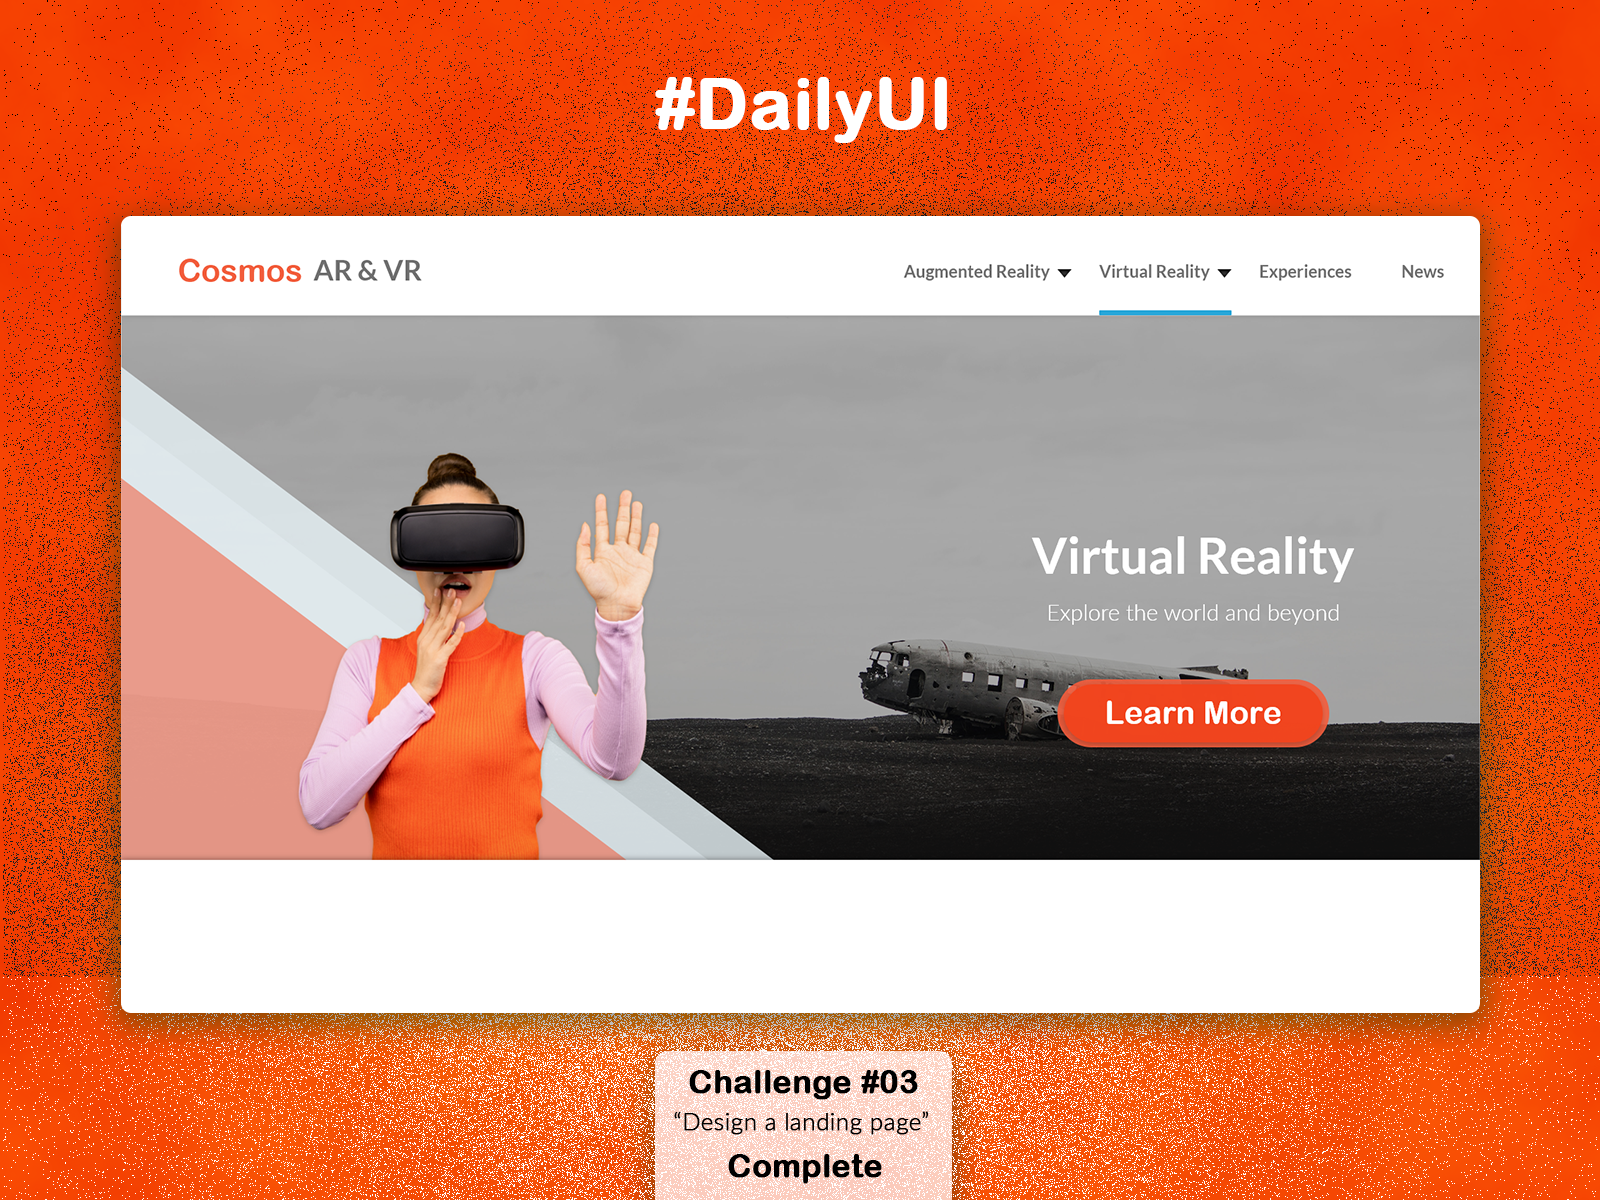 #DailyUI
Cosmos AR & VR
Augmented Reality
Virtual Reality
Experiences
News
Virtual Reality
Explore the world and beyond
Learn More
Challenge #03
“Design a landing page”
Complete